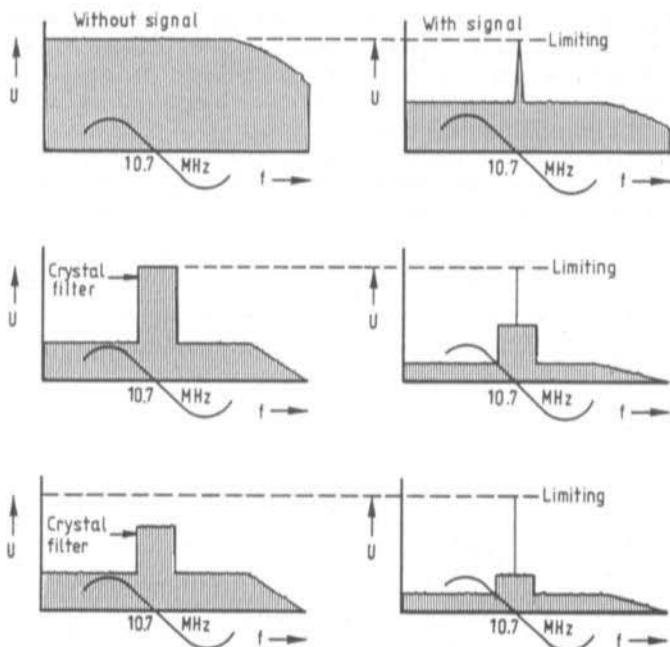 Without signal
With signal
Limiting
U
U
10.7 MHz
f
10.7 MHz
f
Crystal
filter
Limiting
U
U
10.7 MHz
f
10.7 MHz
f
Crystal
filter
Limiting
U
U
10.7 MHz
f
10.7 MHz
f